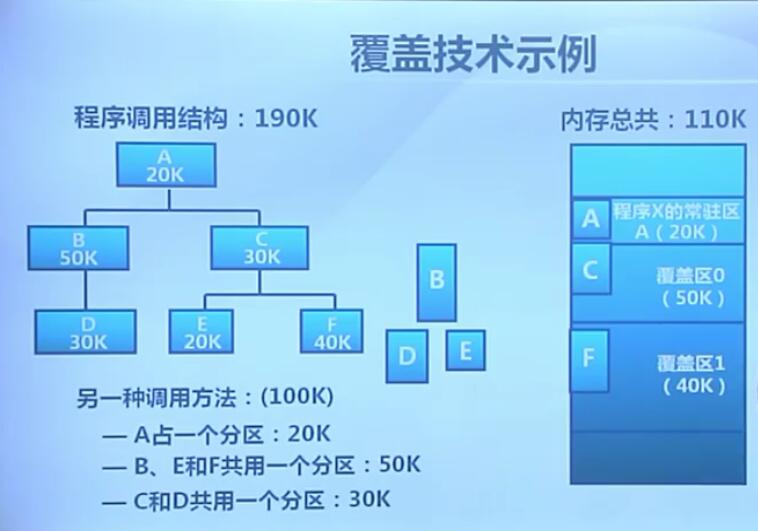 覆盖技术示例
程序调用结构：190K
内存总共：110K
A
20K
B
50K
C
30K
D
30K
E
20K
F
40K
B
D
E
A
程序X的常驻区
A（20K）
C
覆盖区0
（50K）
F
覆盖区1
（40K）
另一种调用方法：(100K)
— A占一个分区：20K
— B、E和F共用一个分区：50K
— C和D共用一个分区：30K